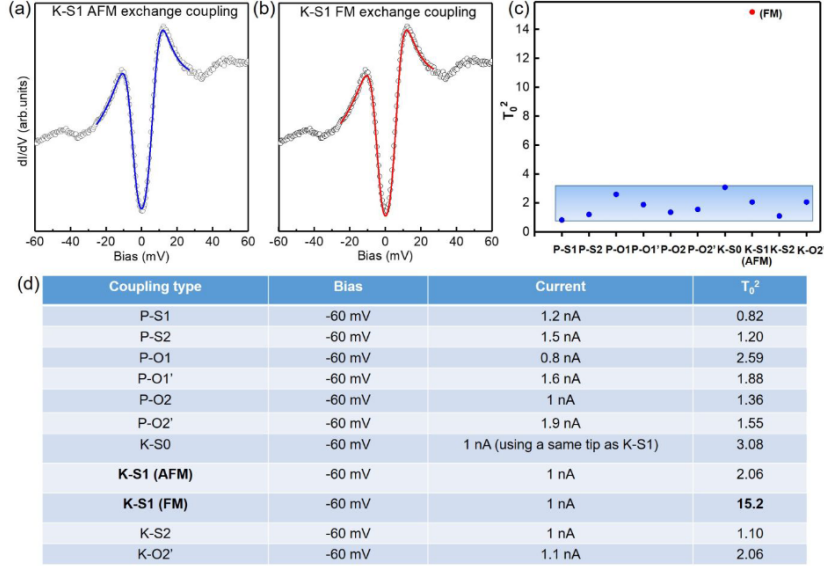 (a) K-S1 AFM exchange coupling
dI/dV (arb.units)
-60 -40 -20 0 20 40 60
Bias (mV)
(b) K-S1 FM exchange coupling
-60 -40 -20 0 20 40 60
Bias (mV)
(c)
(FM)
T₀²
14
12
10
8
6
4
2
0
P-S1 P-S2 P-O1 P-O1' P-O2 P-O2' K-S0 K-S1 (AFM) K-S2 K-O2'
(d)
Coupling type Bias Current T₀²
P-S1 -60 mV 1.2 nA 0.82
P-S2 -60 mV 1.5 nA 1.20
P-O1 -60 mV 0.8 nA 2.59
P-O1' -60 mV 1.6 nA 1.88
P-O2 -60 mV 1 nA 1.36
P-O2' -60 mV 1.9 nA 1.55
K-S0 -60 mV 1 nA (using a same tip as K-S1) 3.08
K-S1 (AFM) -60 mV 1 nA 2.06
K-S1 (FM) -60 mV 1 nA 15.2
K-S2 -60 mV 1 nA 1.10
K-O2' -60 mV 1.1 nA 2.06